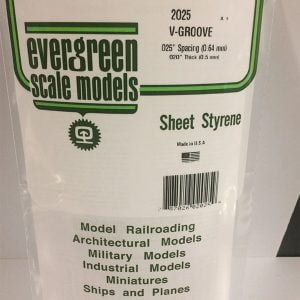 2025
V-GROOVE
.025" Spacing (0.64 mm)
.020" Thick (0.5 mm)
evergreen
scale models
Sheet Styrene
Made in U.S.A
Model Railroading
Architectural Models
Military Models
Industrial Models
Miniatures
Ships and Planes